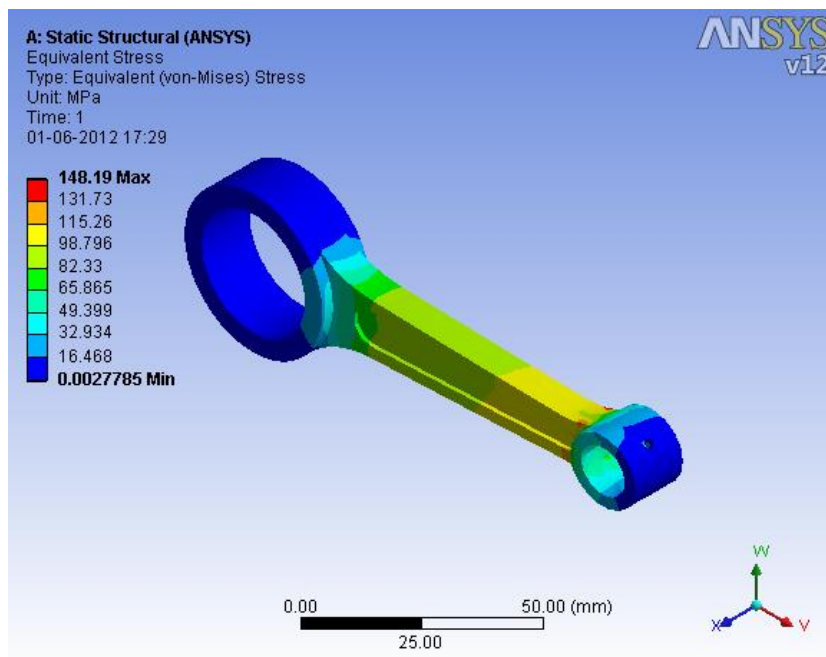 A: Static Structural (ANSYS)
Equivalent Stress
Type: Equivalent (von-Mises) Stress
Unit: MPa
Time: 1
01-06-2012 17:29
ANSYS
v12
148.19 Max
131.73
115.26
98.796
82.33
65.865
49.399
32.934
16.468
0.0027785 Min
0.00 50.00 (mm)
25.00
W
X V